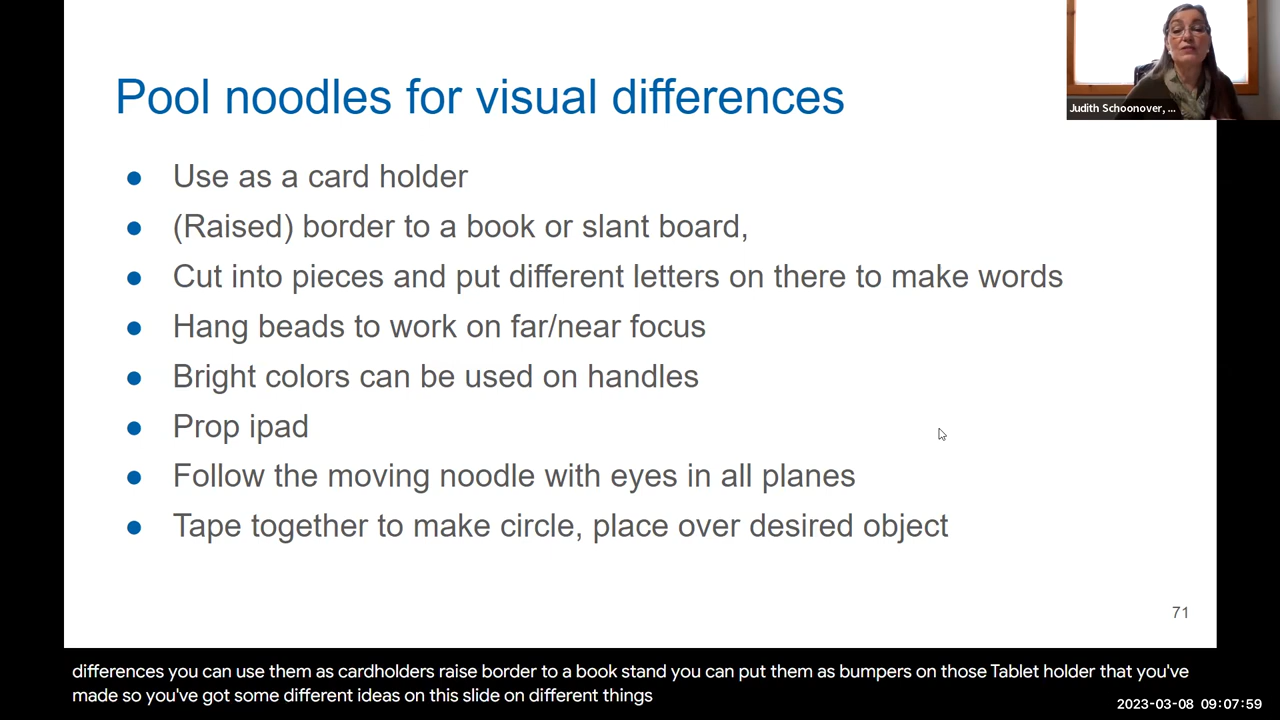 Pool noodles for visual differences
Judith Schoonover, ...
● Use as a card holder
● (Raised) border to a book or slant board,
● Cut into pieces and put different letters on there to make words
● Hang beads to work on far/near focus
● Bright colors can be used on handles
● Prop ipad
● Follow the moving noodle with eyes in all planes
● Tape together to make circle, place over desired object
71
differences you can use them as cardholders raise border to a book stand you can put them as bumpers on those Tablet holder that you've
made so you've got some different ideas on this slide on different things
2023-03-08 09:07:59